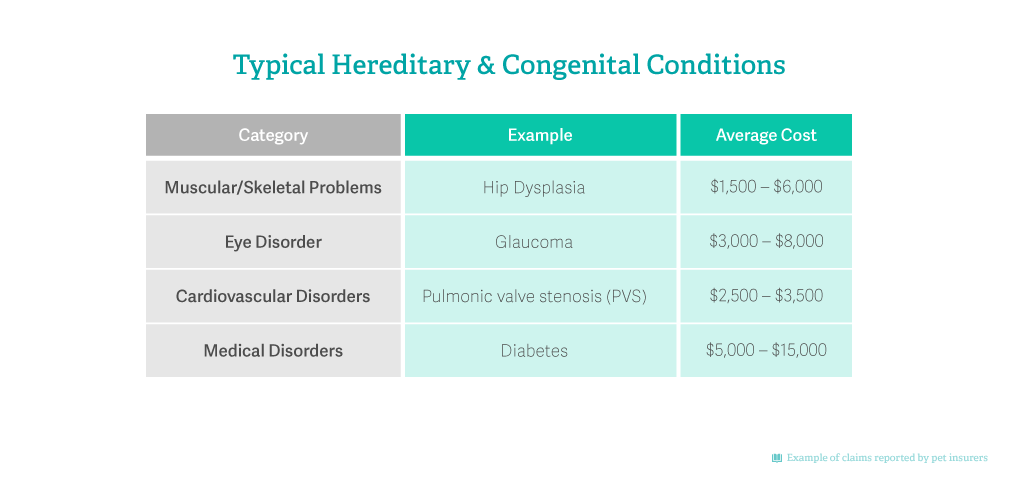 Typical Hereditary & Congenital Conditions
Category Example Average Cost
Muscular/Skeletal Problems Hip Dysplasia $1,500 – $6,000
Eye Disorder Glaucoma $3,000 – $8,000
Cardiovascular Disorders Pulmonic valve stenosis (PVS) $2,500 – $3,500
Medical Disorders Diabetes $5,000 – $15,000
Example of claims reported by pet insurers